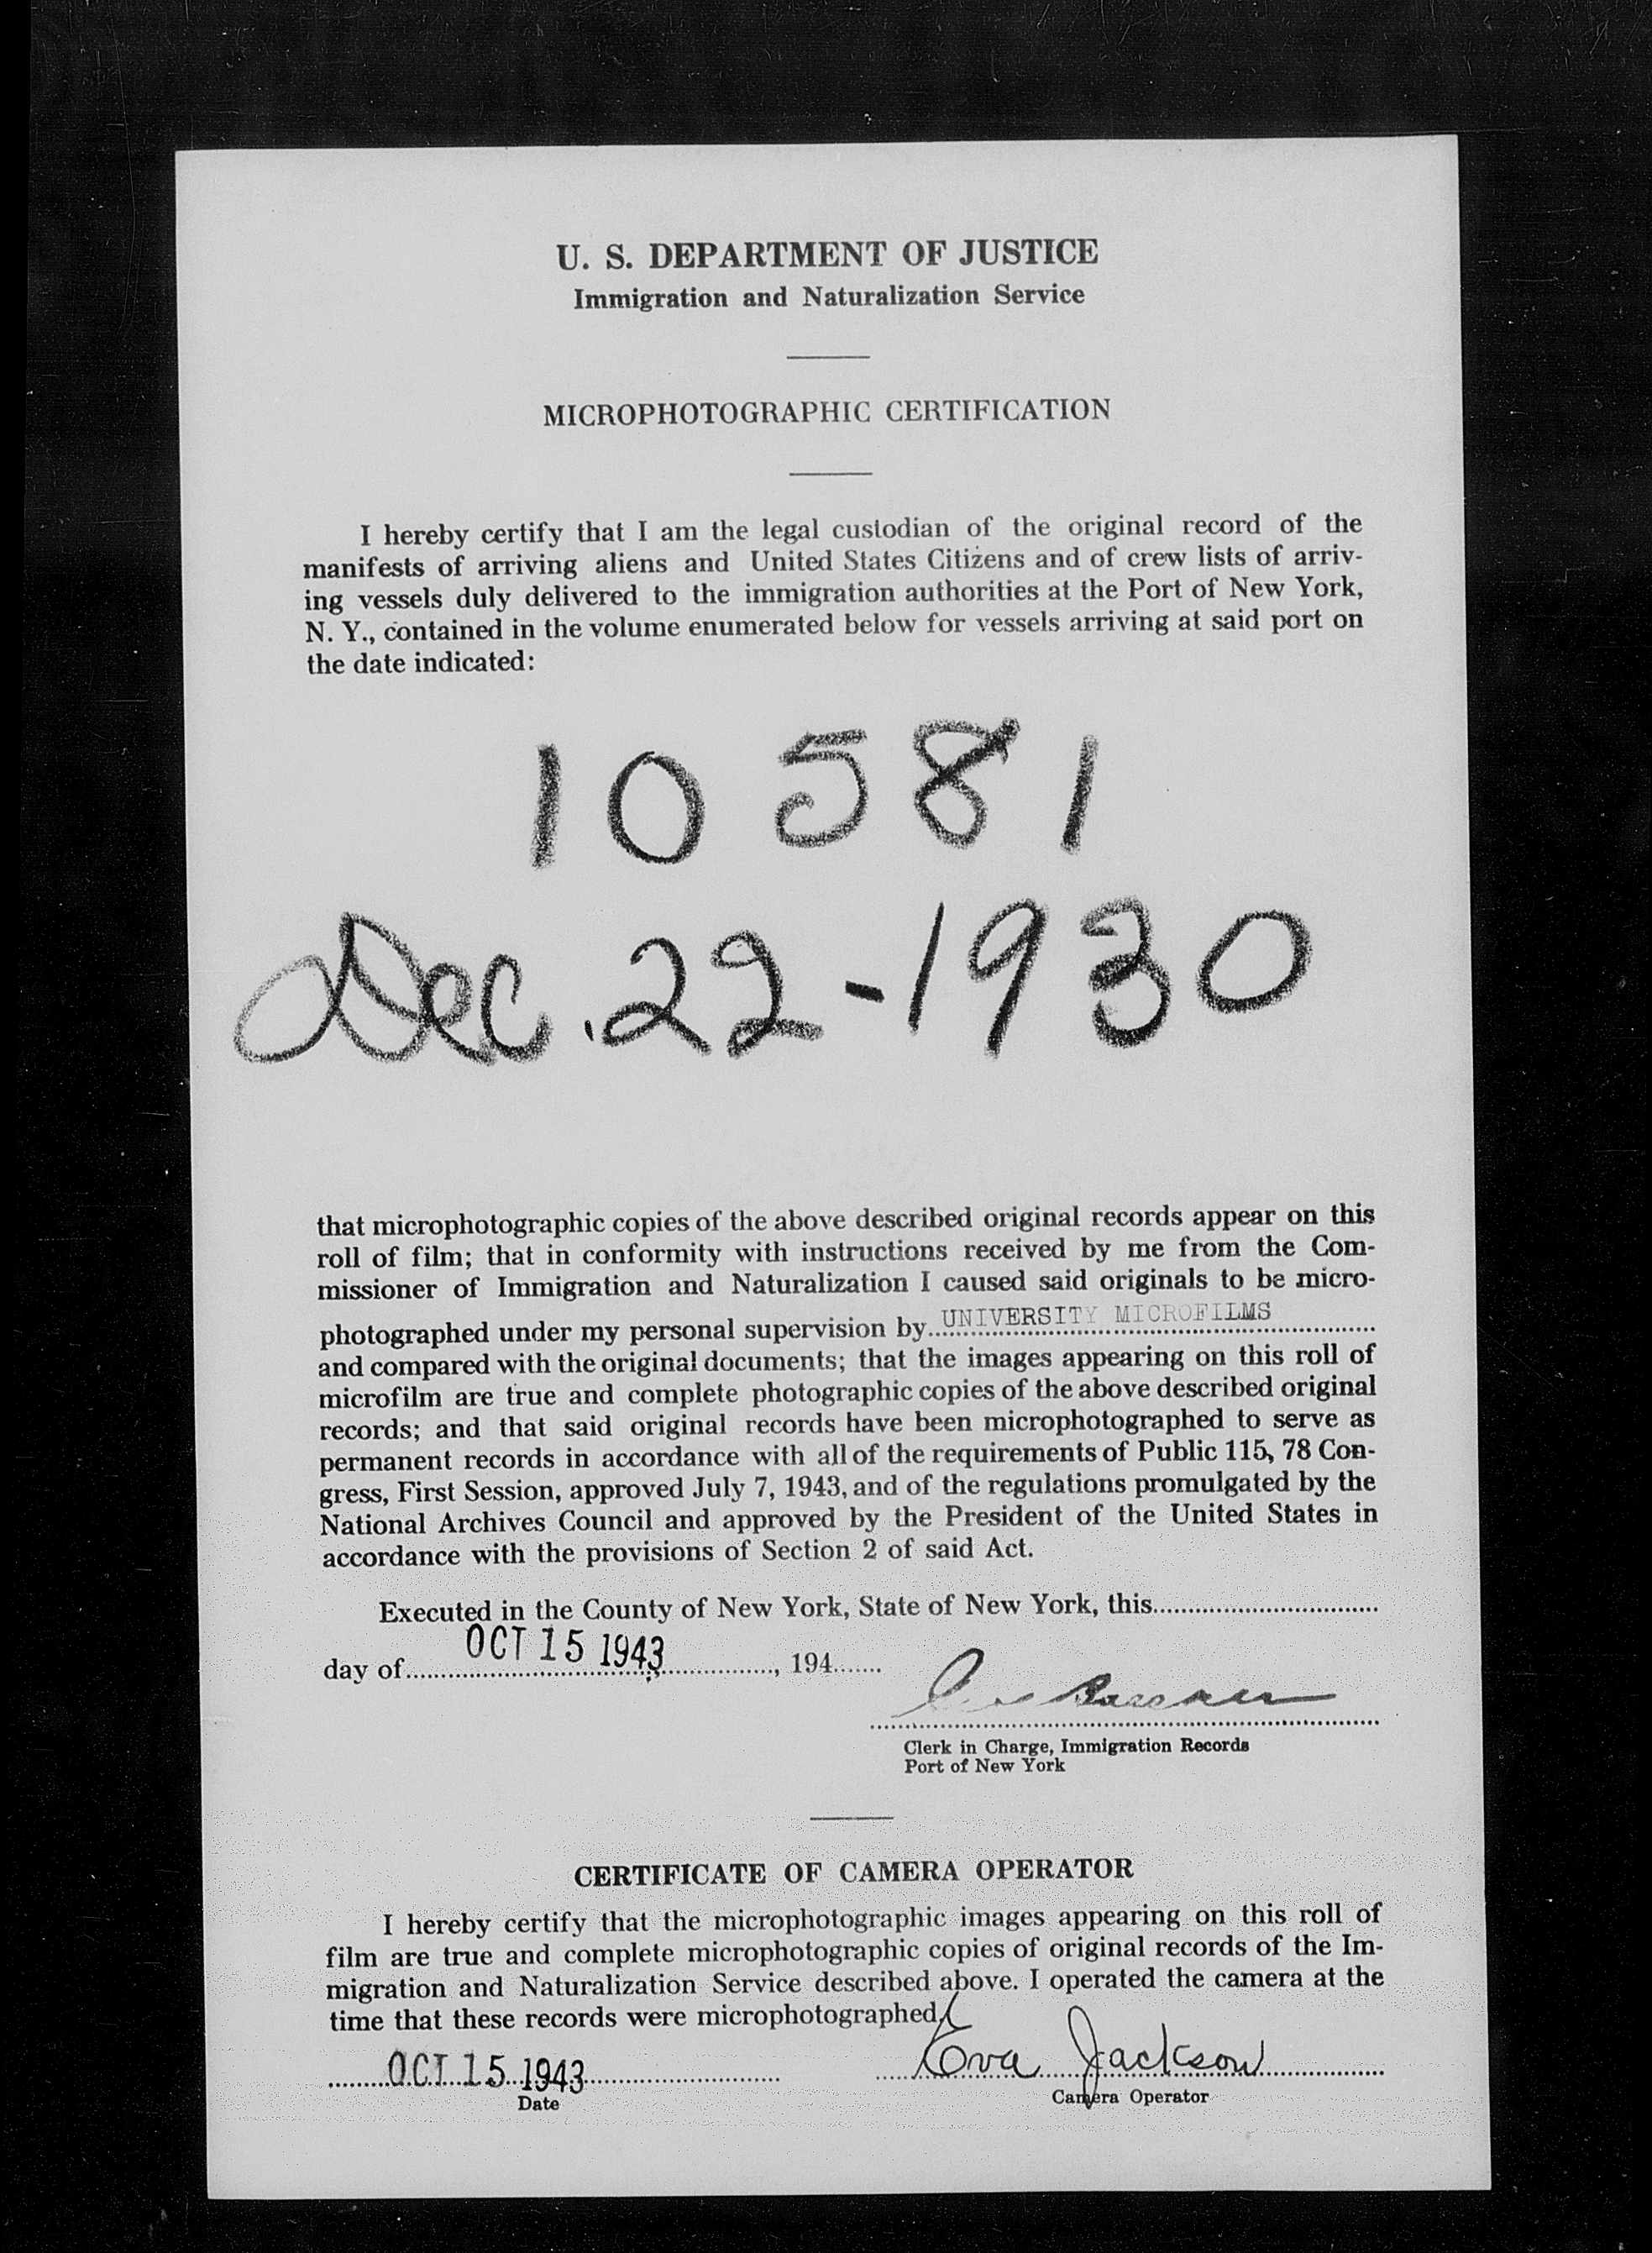 U. S. DEPARTMENT OF JUSTICE
Immigration and Naturalization Service
MICROPHOTOGRAPHIC CERTIFICATION
I hereby certify that I am the legal custodian of the original record of the
manifests of arriving aliens and United States Citizens and of crew lists of arriv-
ing vessels duly delivered to the immigration authorities at the Port of New York,
N. Y., contained in the volume enumerated below for vessels arriving at said port on
the date indicated:
10581
Dec. 22-1930
that microphotographic copies of the above described original records appear on this
roll of film; that in conformity with instructions received by me from the Com-
missioner of Immigration and Naturalization I caused said originals to be micro-
photographed under my personal supervision by UNIVERSITY MICROFILMS
and compared with the original documents; that the images appearing on this roll of
microfilm are true and complete photographic copies of the above described original
records; and that said original records have been microphotographed to serve as
permanent records in accordance with all of the requirements of Public 115, 78 Con-
gress, First Session, approved July 7, 1943, and of the regulations promulgated by the
National Archives Council and approved by the President of the United States in
accordance with the provisions of Section 2 of said Act.
Executed in the County of New York, State of New York, this
day of OCT 15 1943, 194
Clerk in Charge, Immigration Records
Port of New York
CERTIFICATE OF CAMERA OPERATOR
I hereby certify that the microphotographic images appearing on this roll of
film are true and complete microphotographic copies of original records of the Im-
migration and Naturalization Service described above. I operated the camera at the
time that these records were microphotographed.
OCT 15 1943 Eva Jackson
Date Camera Operator